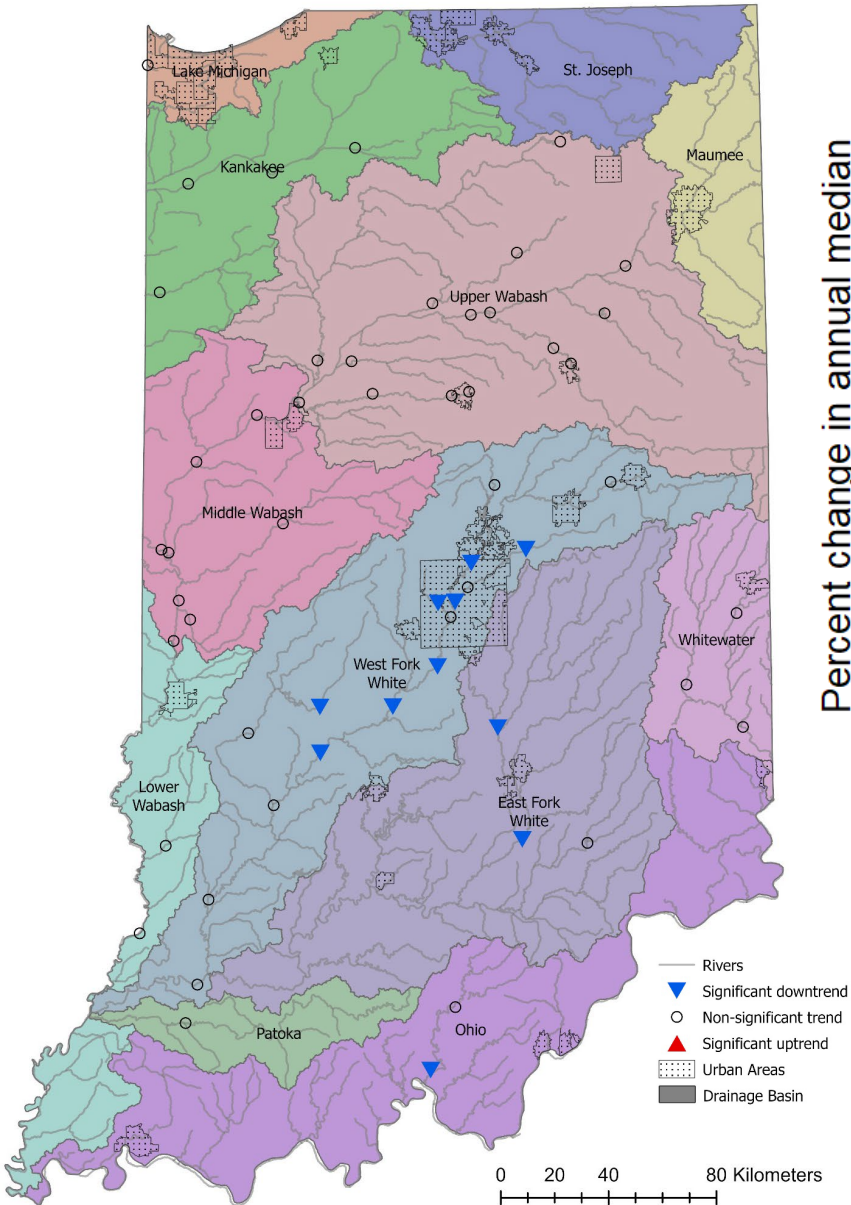 Lake Michigan
St. Joseph
Maumee
Kankakee
Upper Wabash
Middle Wabash
Whitewater
West Fork
White
Lower
Wabash
East Fork
White
Patoka
Ohio
Percent change in annual median
Rivers
Significant downtrend
Non-significant trend
Significant uptrend
Urban Areas
Drainage Basin
0 20 40 80 Kilometers